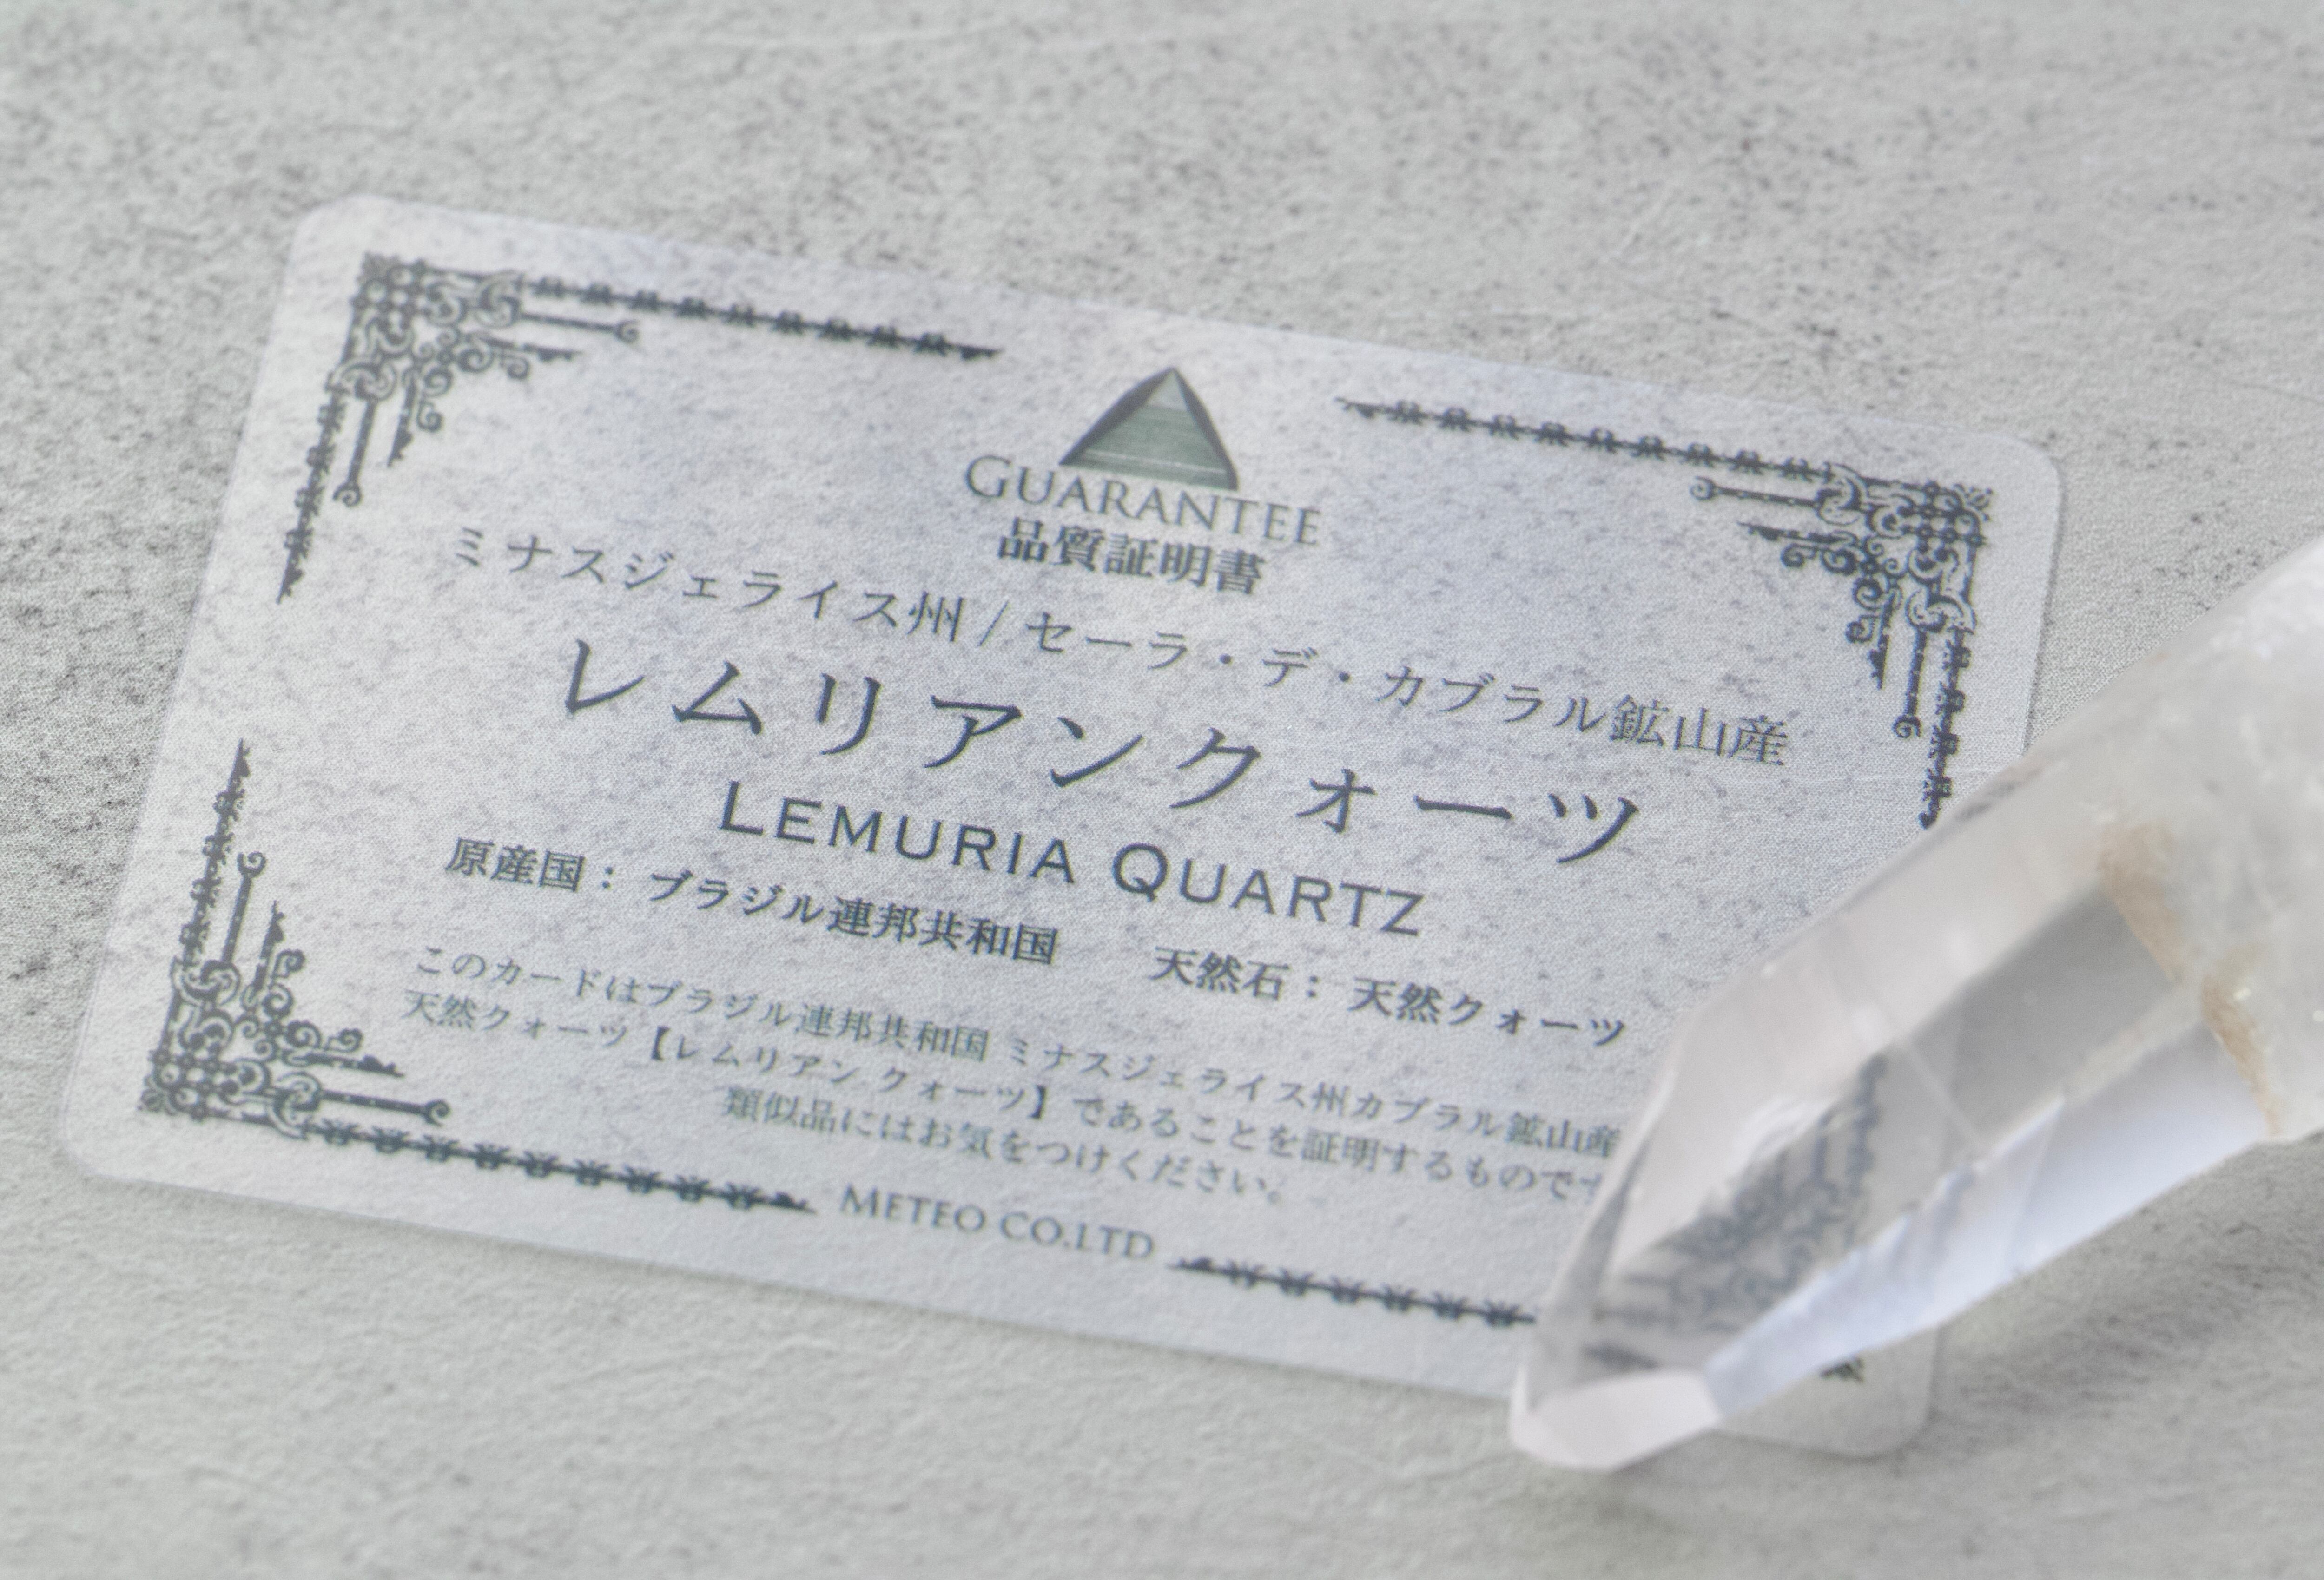 GUARANTEE
品質証明書
ミナスジェライス州 / セーラ・デ・カブラル鉱山産
レムリアンクォーツ
LEMURIA QUARTZ
原産国： ブラジル連邦共和国　天然石： 天然クォーツ
このカードはブラジル連邦共和国 ミナスジェライス州カブラル鉱山産
天然クォーツ【レムリアン クォーツ】であることを証明するものです
類似品にはお気をつけください。
METEO CO.LTD